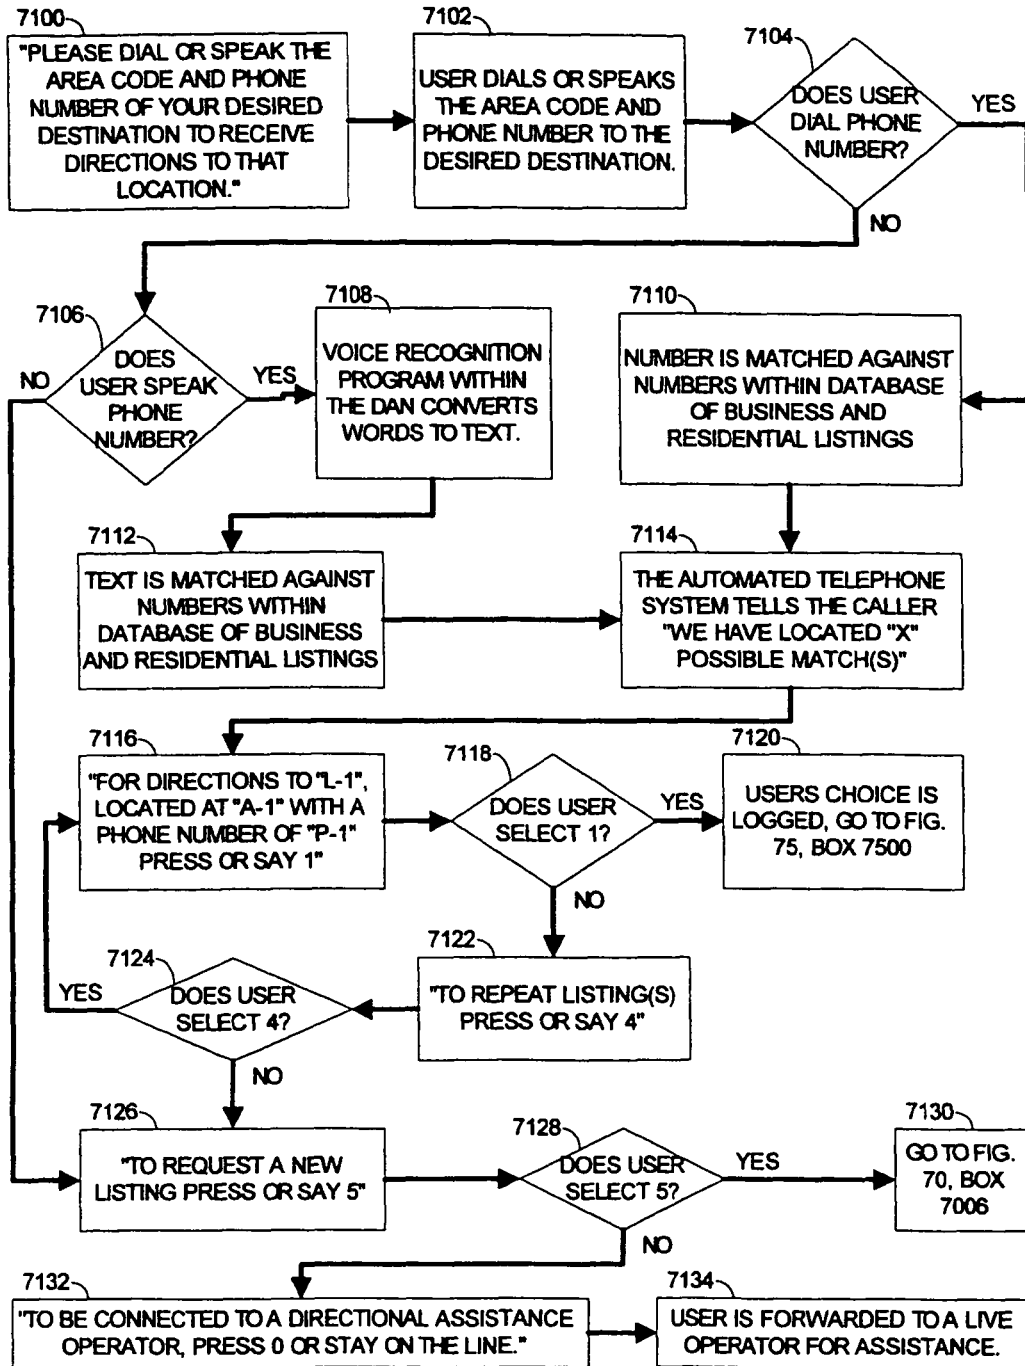 7100
"PLEASE DIAL OR SPEAK THE
AREA CODE AND PHONE
NUMBER OF YOUR DESIRED
DESTINATION TO RECEIVE
DIRECTIONS TO THAT
LOCATION."
7102
USER DIALS OR SPEAKS
THE AREA CODE AND
PHONE NUMBER TO THE
DESIRED DESTINATION.
7104
DOES USER
DIAL PHONE
NUMBER?
YES
NO
7106
DOES
USER SPEAK
PHONE
NUMBER?
NO
YES
7108
VOICE RECOGNITION
PROGRAM WITHIN
THE DAN CONVERTS
WORDS TO TEXT.
7110
NUMBER IS MATCHED AGAINST
NUMBERS WITHIN DATABASE
OF BUSINESS AND
RESIDENTIAL LISTINGS
7112
TEXT IS MATCHED AGAINST
NUMBERS WITHIN
DATABASE OF BUSINESS
AND RESIDENTIAL LISTINGS
7114
THE AUTOMATED TELEPHONE
SYSTEM TELLS THE CALLER
"WE HAVE LOCATED "X"
POSSIBLE MATCH(S)"
7116
"FOR DIRECTIONS TO "L-1",
LOCATED AT "A-1" WITH A
PHONE NUMBER OF "P-1"
PRESS OR SAY 1"
7118
DOES USER
SELECT 1?
YES
NO
7120
USERS CHOICE IS
LOGGED, GO TO FIG.
75, BOX 7500
7122
"TO REPEAT LISTING(S)
PRESS OR SAY 4"
7124
DOES USER
SELECT 4?
YES
NO
7126
"TO REQUEST A NEW
LISTING PRESS OR SAY 5"
7128
DOES USER
SELECT 5?
YES
NO
7130
GO TO FIG.
70, BOX
7006
7132
"TO BE CONNECTED TO A DIRECTIONAL ASSISTANCE
OPERATOR, PRESS 0 OR STAY ON THE LINE."
7134
USER IS FORWARDED TO A LIVE
OPERATOR FOR ASSISTANCE.